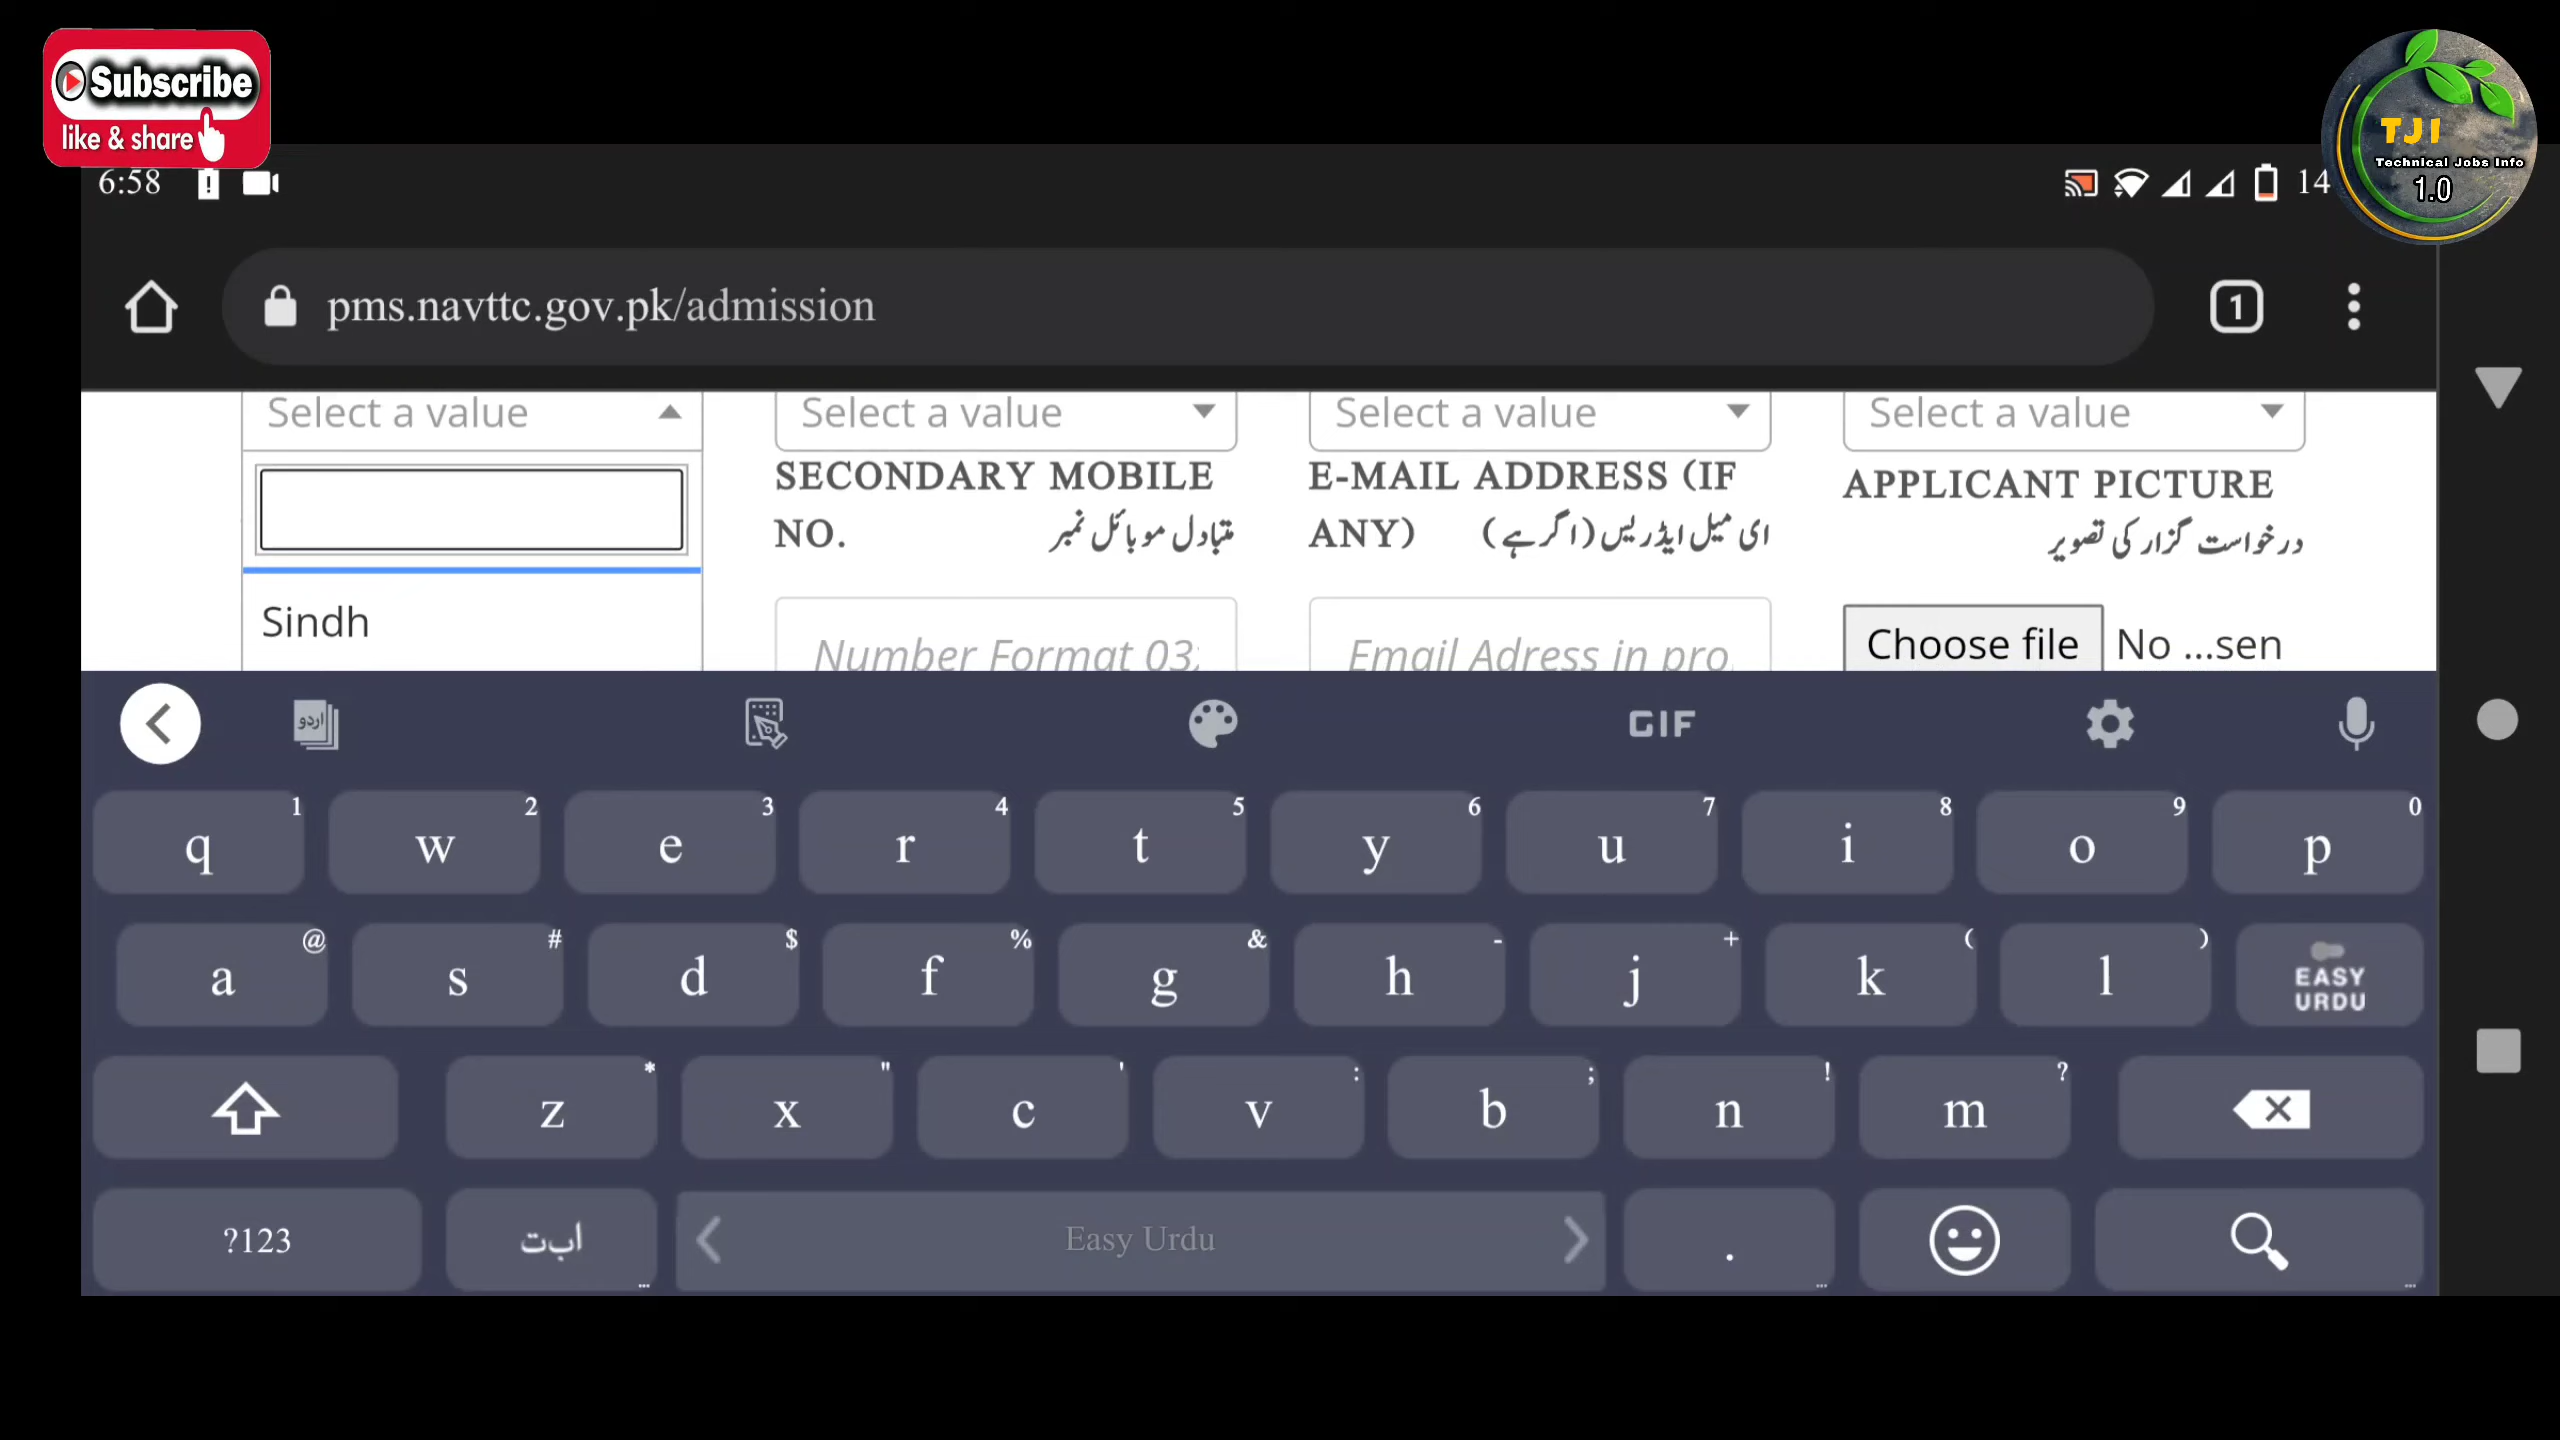 Subscribe
like & share
TJI
Technical Jobs Info
1.0
6:58
14
pms.navttc.gov.pk/admission
1
Select a value
Select a value
Select a value
Select a value
SECONDARY MOBILE
NO. متبادل موبائل نمبر
E-MAIL ADDRESS (IF
ANY) ای میل ایڈریس (اگر ہے)
APPLICANT PICTURE
درخواست گزار کی تصویر
Sindh
Number Format 03
Email Adress in pro
Choose file No ...sen
اردو
GIF
q 1 w 2 e 3 r 4 t 5 y 6 u 7 i 8 o 9 p 0
a @ s # d $ f % g & h - j + k ( l ) EASY URDU
z * x " c ' v : b ; n ! m ?
?123 اب‌ت Easy Urdu .